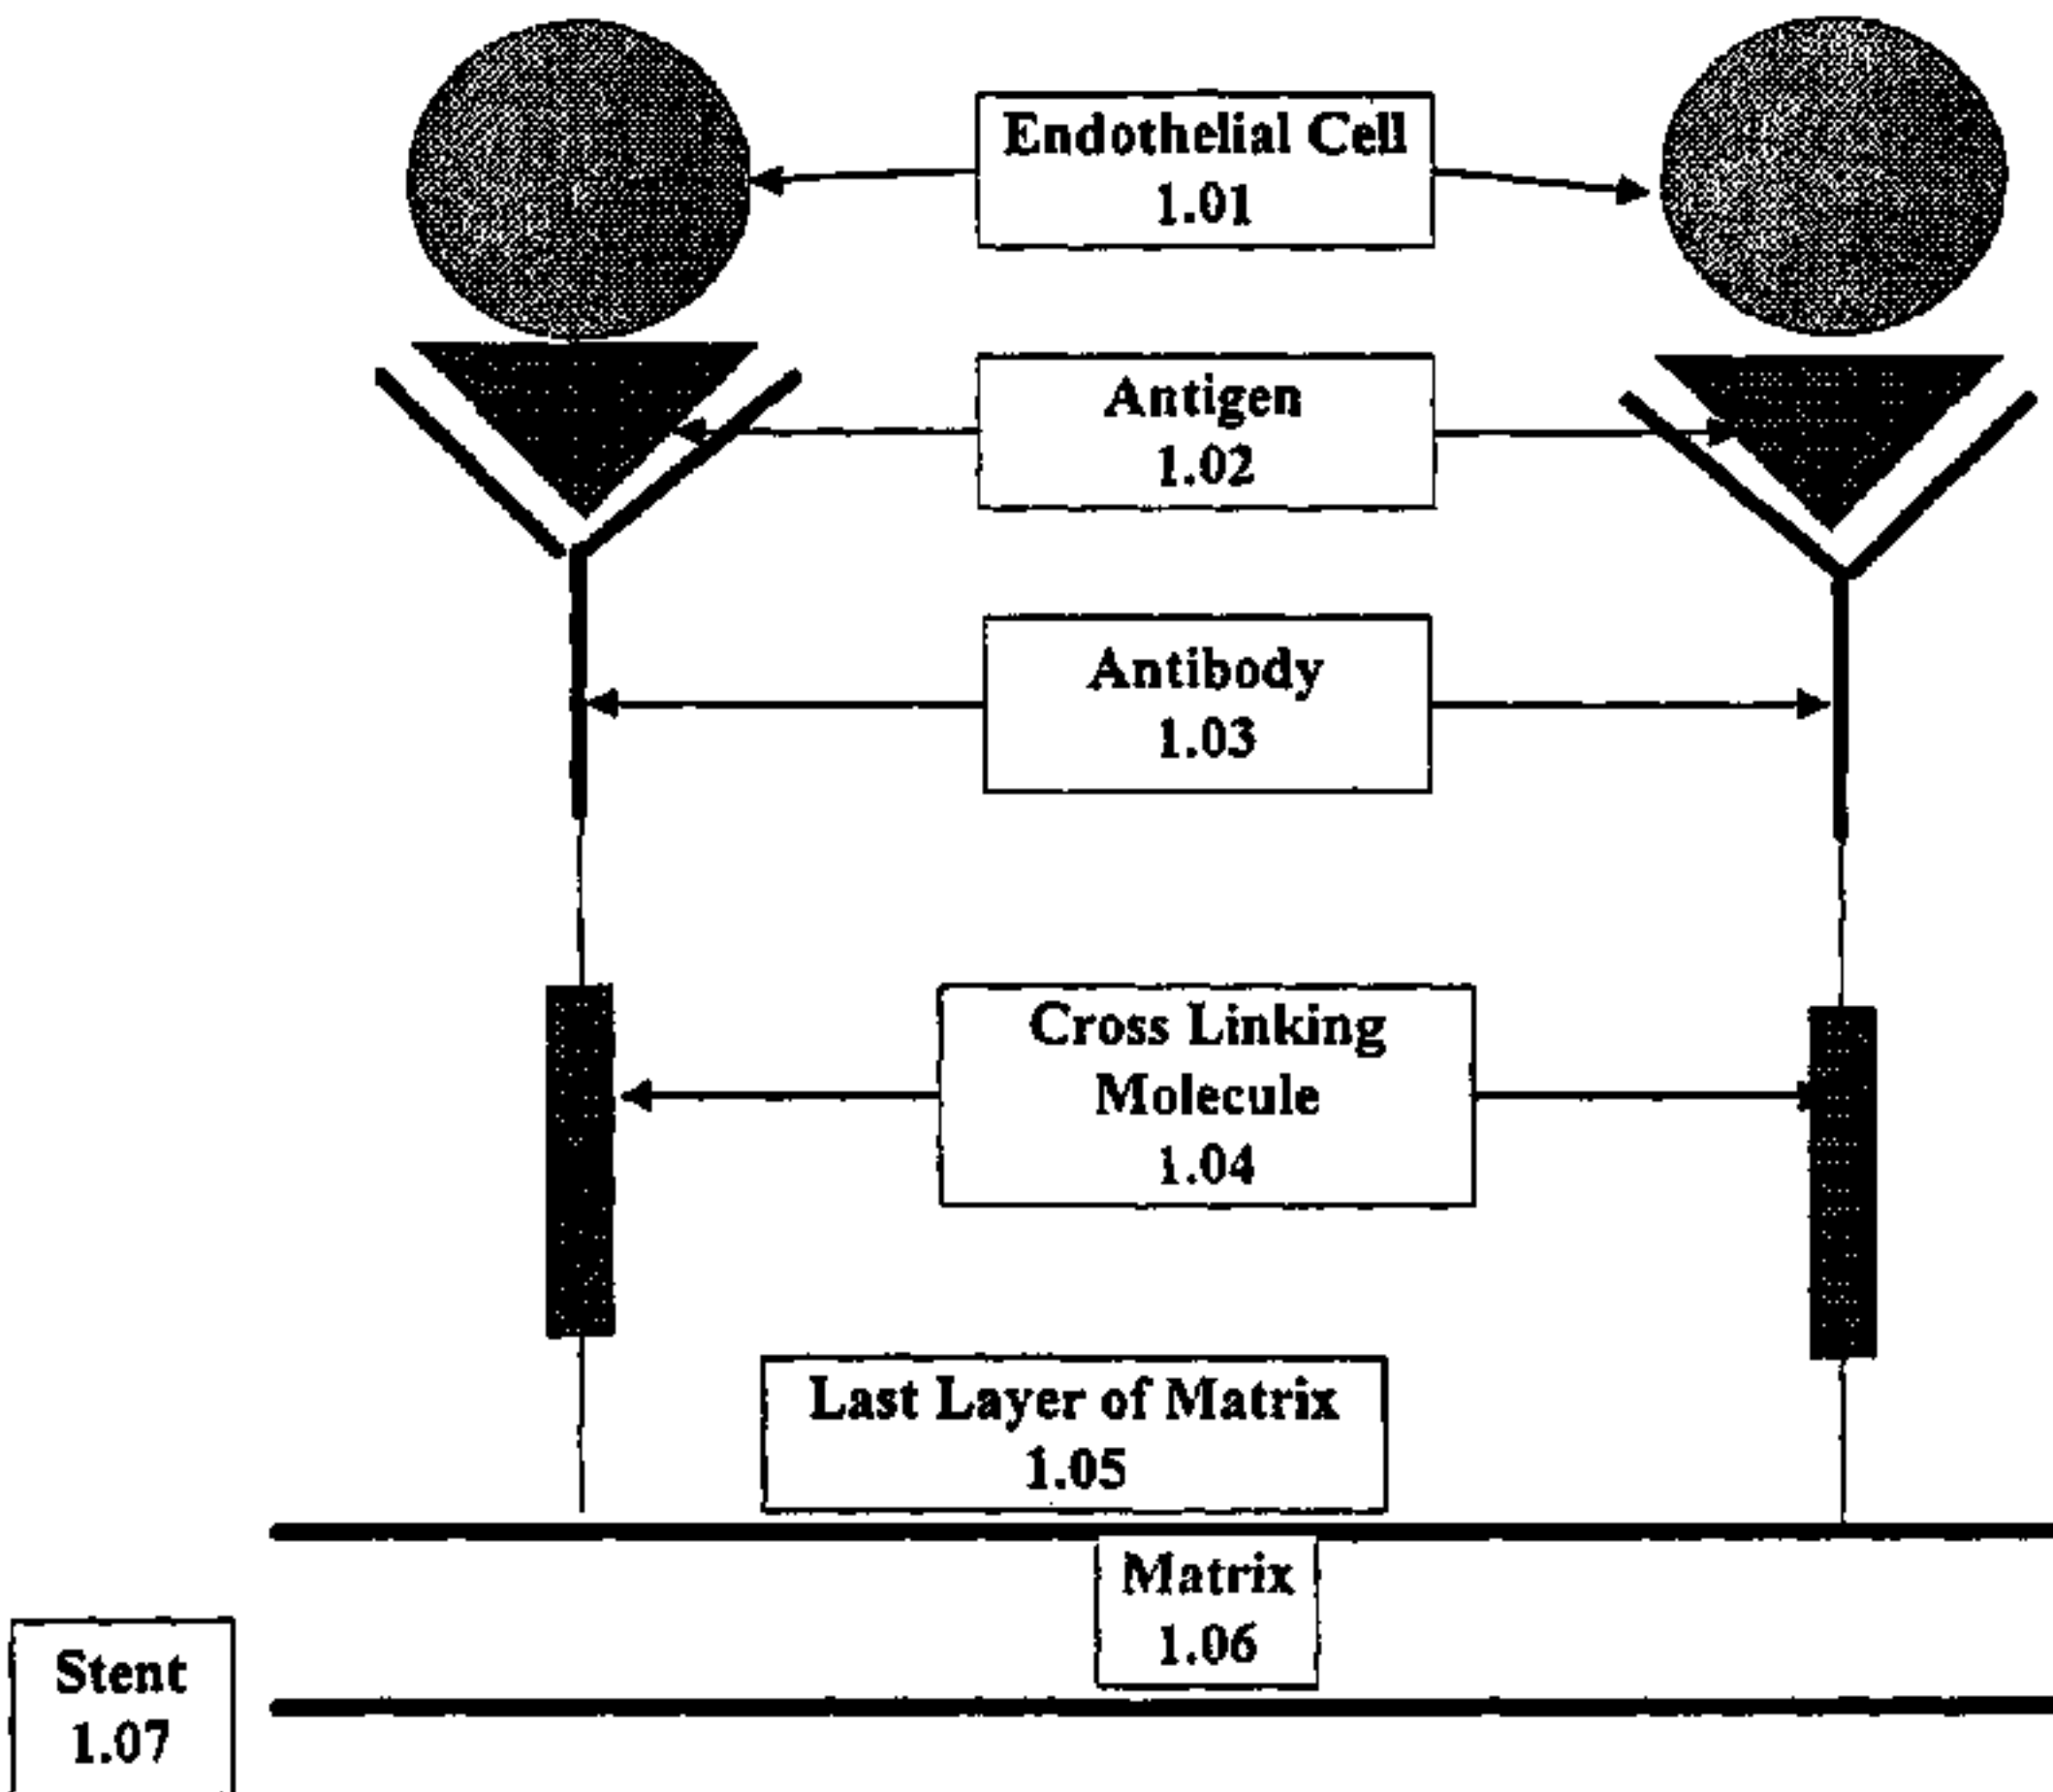 Endothelial Cell
1.01
Antigen
1.02
Antibody
1.03
Cross Linking
Molecule
1.04
Last Layer of Matrix
1.05
Matrix
1.06
Stent
1.07